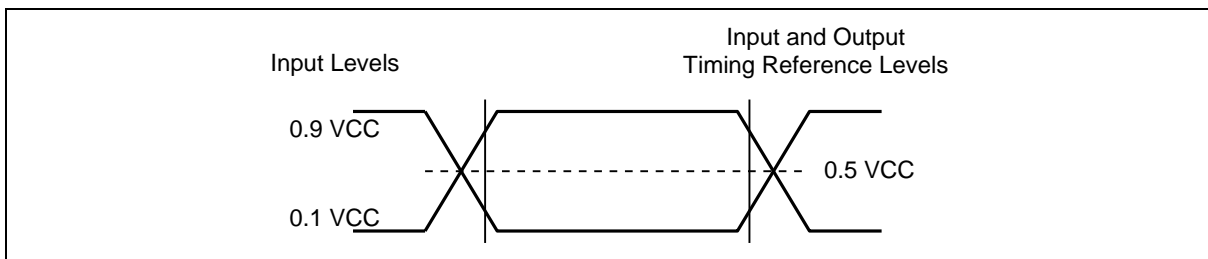 Input Levels
Input and Output
Timing Reference Levels
0.9 VCC
0.5 VCC
0.1 VCC